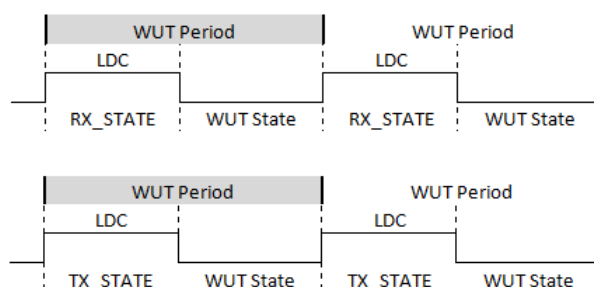 WUT Period WUT Period
LDC LDC
RX_STATE WUT State RX_STATE WUT State
WUT Period WUT Period
LDC LDC
TX_STATE WUT State TX_STATE WUT State